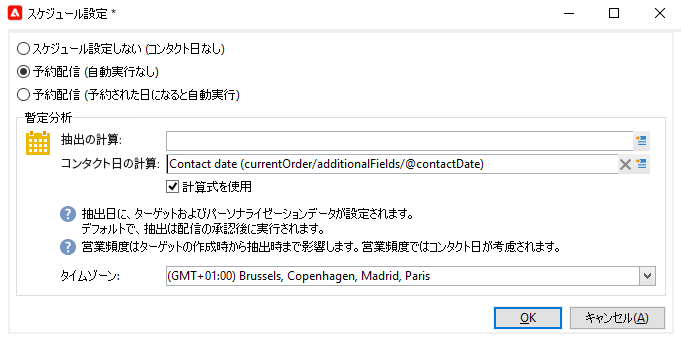 スケジュール設定 *
スケジュール設定しない (コンタクト日なし)
予約配信 (自動実行なし)
予約配信 (予約された日になると自動実行)
暫定分析
抽出の計算:
コンタクト日の計算: Contact date (currentOrder/additionalFields/@contactDate)
計算式を使用
抽出日に、ターゲットおよびパーソナライゼーションデータが設定されます。
デフォルトで、抽出は配信の承認後に実行されます。
営業頻度はターゲットの作成時から抽出時まで影響します。営業頻度ではコンタクト日が考慮されます。
タイムゾーン: (GMT+01:00) Brussels, Copenhagen, Madrid, Paris
OK キャンセル(A)